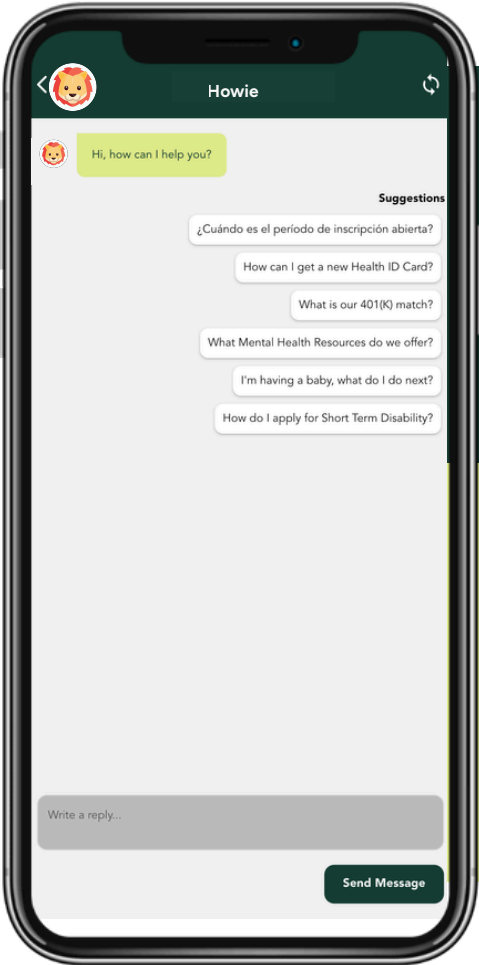 Howie
Hi, how can I help you?
Suggestions
¿Cuándo es el período de inscripción abierta?
How can I get a new Health ID Card?
What is our 401(K) match?
What Mental Health Resources do we offer?
I'm having a baby, what do I do next?
How do I apply for Short Term Disability?
Write a reply...
Send Message